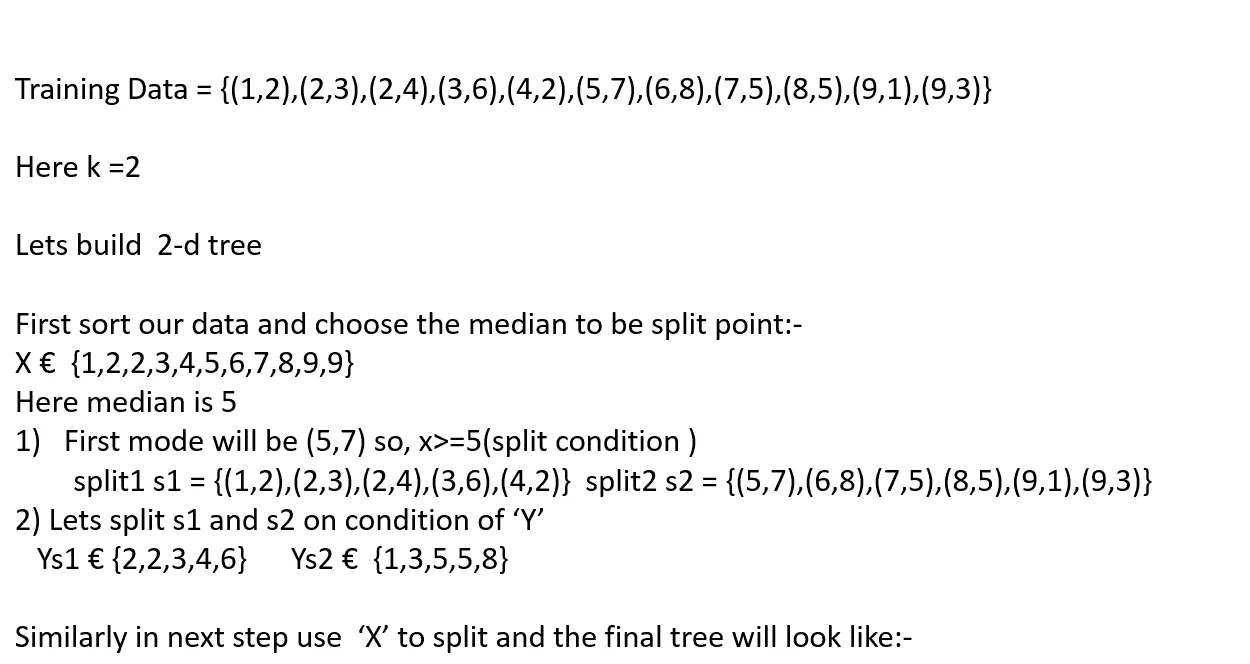 Training Data = {(1,2),(2,3),(2,4),(3,6),(4,2),(5,7),(6,8),(7,5),(8,5),(9,1),(9,3)}
Here k =2
Lets build  2-d tree
First sort our data and choose the median to be split point:-
X €  {1,2,2,3,4,5,6,7,8,9,9}
Here median is 5
1)   First mode will be (5,7) so, x>=5(split condition )
split1 s1 = {(1,2),(2,3),(2,4),(3,6),(4,2)}  split2 s2 = {(5,7),(6,8),(7,5),(8,5),(9,1),(9,3)}
2) Lets split s1 and s2 on condition of ‘Y’
Ys1 € {2,2,3,4,6}      Ys2 €  {1,3,5,5,8}
Similarly in next step use  ‘X’ to split and the final tree will look like:-